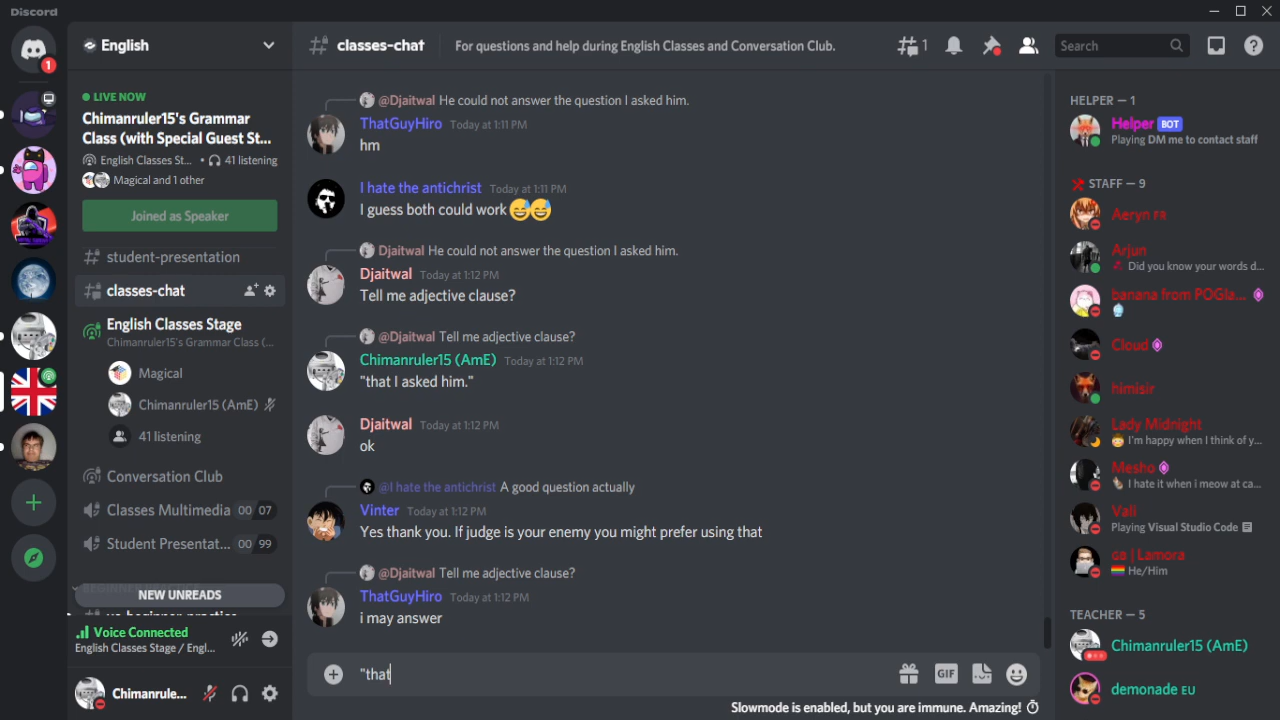 Discord
1
English
LIVE NOW
Chimanruler15's Grammar
Class (with Special Guest St...
English Classes St... • 41 listening
Magical and 1 other
Joined as Speaker
student-presentation
classes-chat
English Classes Stage
Chimanruler15's Grammar Class (...
Magical
Chimanruler15 (AmE)
41 listening
Conversation Club
Classes Multimedia 00 07
Student Presentat... 00 99
NEW UNREADS
Voice Connected
English Classes Stage / Engl...
Chimanrule...
classes-chat
For questions and help during English Classes and Conversation Club.
1
Search
@Djaitwal He could not answer the question I asked him.
ThatGuyHiro Today at 1:11 PM
hm
I hate the antichrist Today at 1:11 PM
I guess both could work 😅😅
Djaitwal He could not answer the question I asked him.
Djaitwal Today at 1:12 PM
Tell me adjective clause?
@Djaitwal Tell me adjective clause?
Chimanruler15 (AmE) Today at 1:12 PM
"that I asked him."
Djaitwal Today at 1:12 PM
ok
@I hate the antichrist A good question actually
Vinter Today at 1:12 PM
Yes thank you. If judge is your enemy you might prefer using that
@Djaitwal Tell me adjective clause?
ThatGuyHiro Today at 1:12 PM
i may answer
"that
GIF
Slowmode is enabled, but you are immune. Amazing!
HELPER — 1
Helper BOT
Playing DM me to contact staff
STAFF — 9
Aeryn FR
Arjun
Did you know your words d...
banana from POGla...
Cloud
himisir
Lady Midnight
I'm happy when I think of y...
Mesho
I hate it when i meow at ca...
Vali
Playing Visual Studio Code
ga | Lamora
He/Him
TEACHER — 5
Chimanruler15 (AmE)
demonade EU